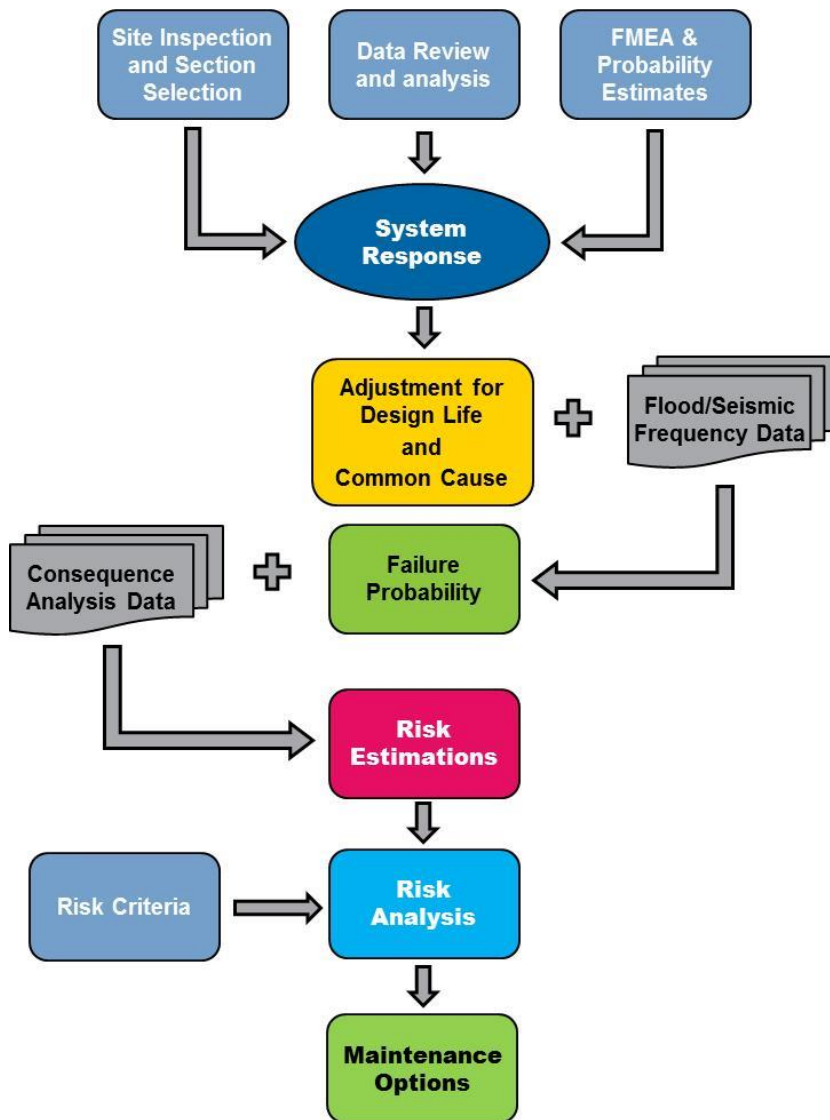 Site Inspection
and Section
Selection
Data Review
and analysis
FMEA &
Probability
Estimates
System
Response
Adjustment for
Design Life
and
Common Cause
Flood/Seismic
Frequency Data
Consequence
Analysis Data
Failure
Probability
Risk
Estimations
Risk Criteria
Risk
Analysis
Maintenance
Options